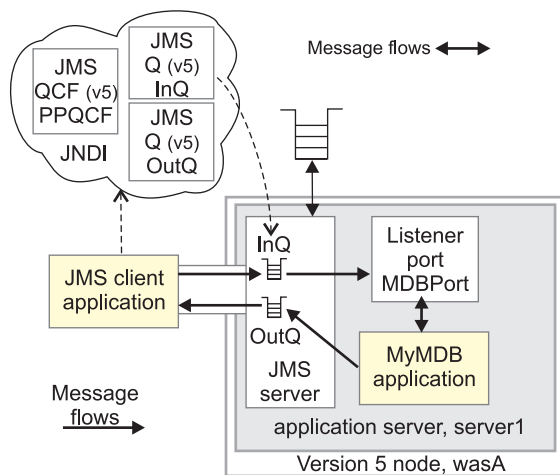 JMS
QCF (v5)
PPQCF
JMS
Q (v5)
InQ
JMS
Q (v5)
OutQ
JNDI
Message flows
JMS client
application
InQ
OutQ
JMS
server
Listener
port
MDBPort
MyMDB
application
Message
flows
application server, server1
Version 5 node, wasA